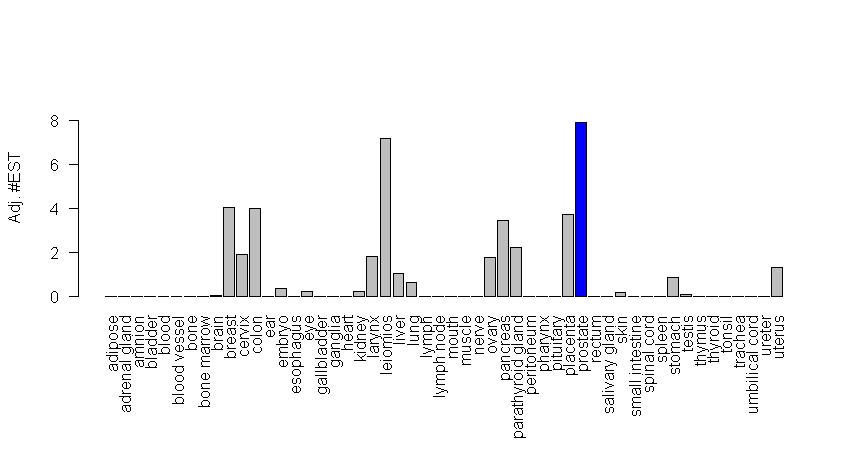 Adj. #EST
8
6
4
2
0
adipose
adrenal gland
amnion
bladder
blood
blood vessel
bone
bone marrow
brain
breast
cervix
colon
ear
embryo
esophagus
eye
gallbladder
ganglia
heart
kidney
larynx
leiomios
liver
lung
lymph
lymph node
mouth
muscle
nerve
ovary
pancreas
parathyroid gland
peritoneum
pharynx
pituitary
placenta
prostate
rectum
salivary gland
skin
small intestine
spinal cord
spleen
stomach
testis
thymus
thyroid
tonsil
trachea
umbilical cord
ureter
uterus